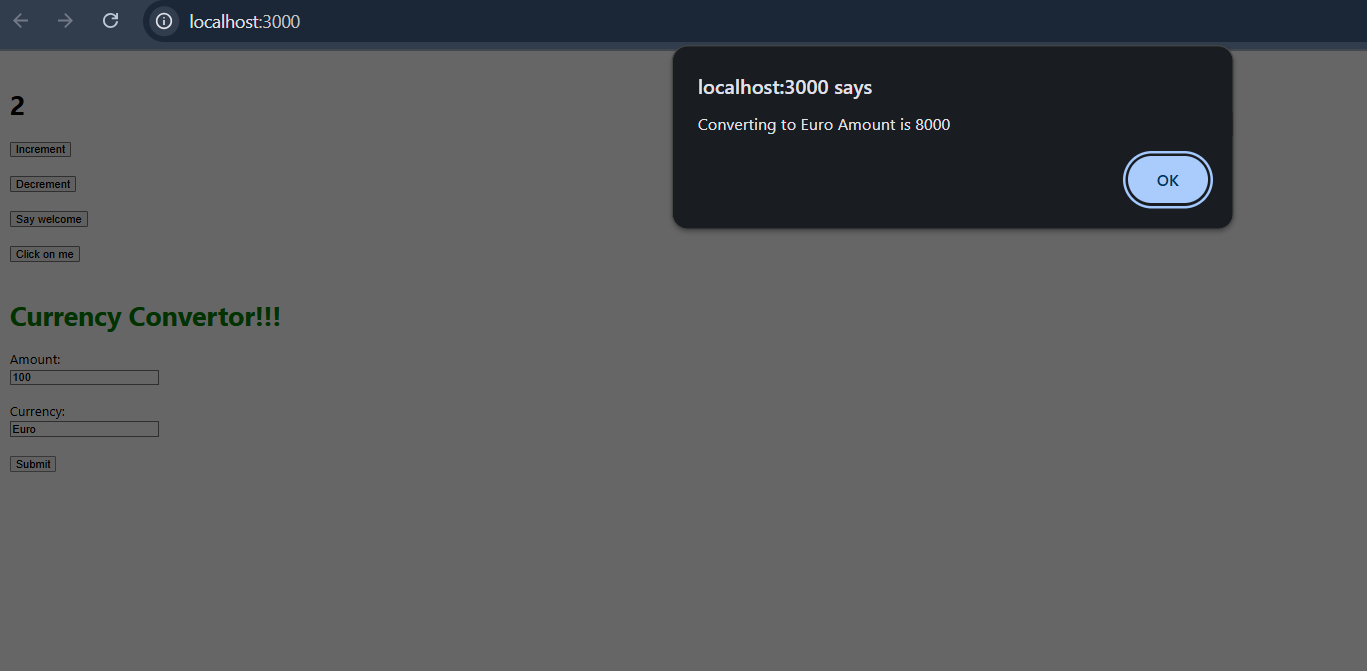 localhost:3000
localhost:3000 says
Converting to Euro Amount is 8000
OK
2
Increment
Decrement
Say welcome
Click on me
Currency Convertor!!!
Amount:
100
Currency:
Euro
Submit